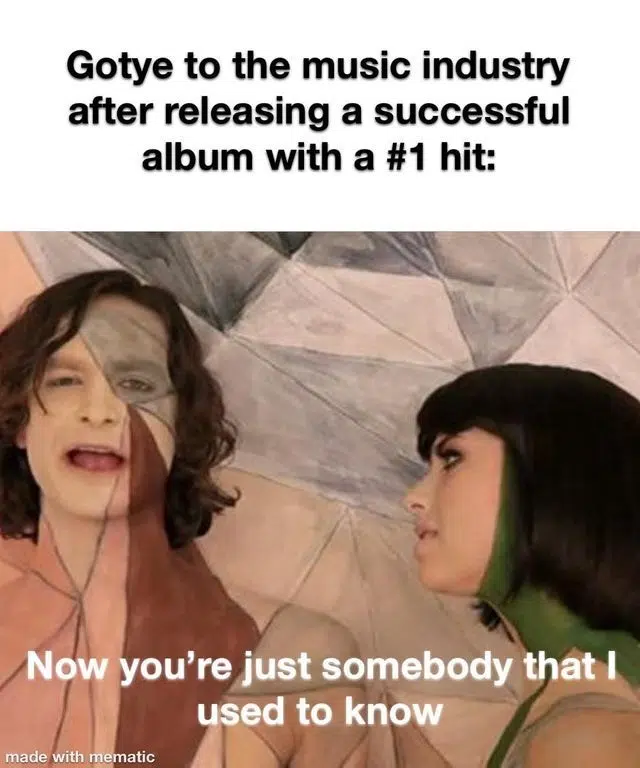 Gotye to the music industry
after releasing a successful
album with a #1 hit:
Now you're just somebody that I
used to know
made with mematic